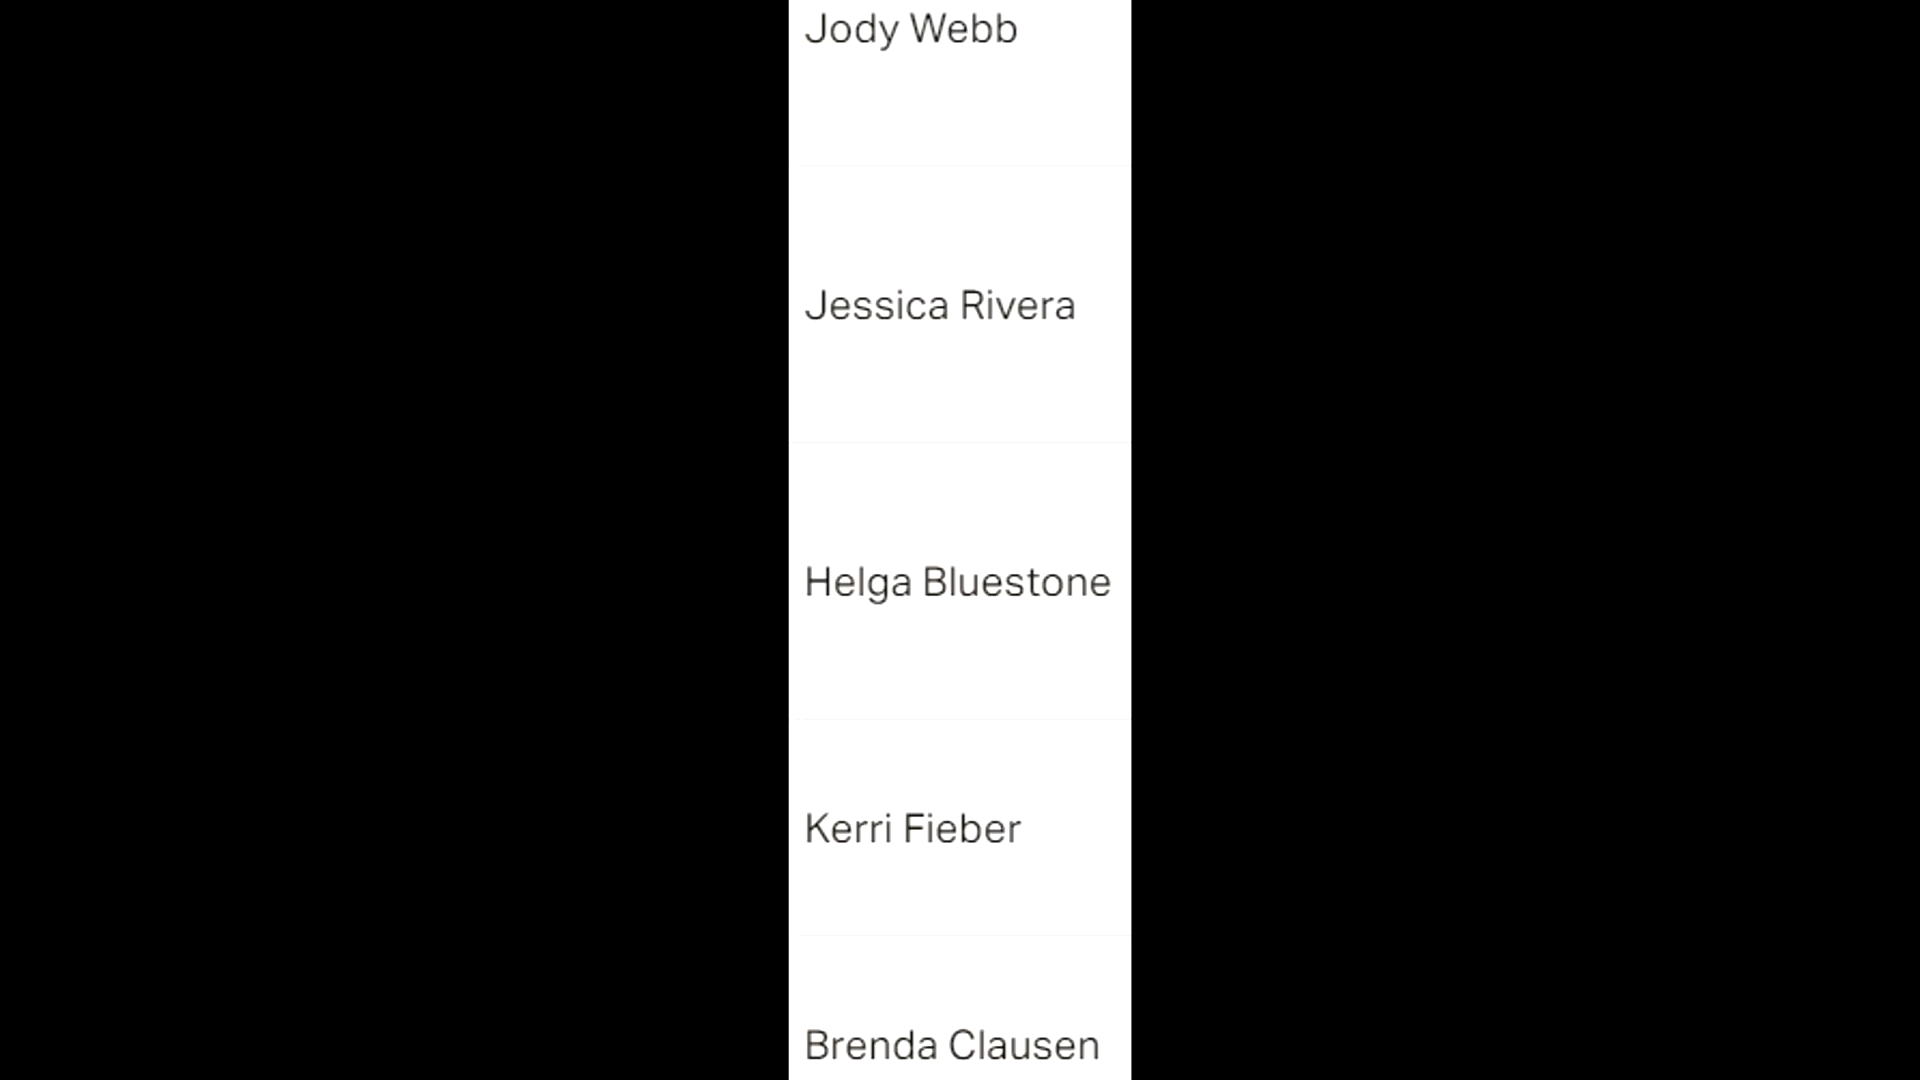 Jody Webb
Jessica Rivera
Helga Bluestone
Kerri Fieber
Brenda Clausen